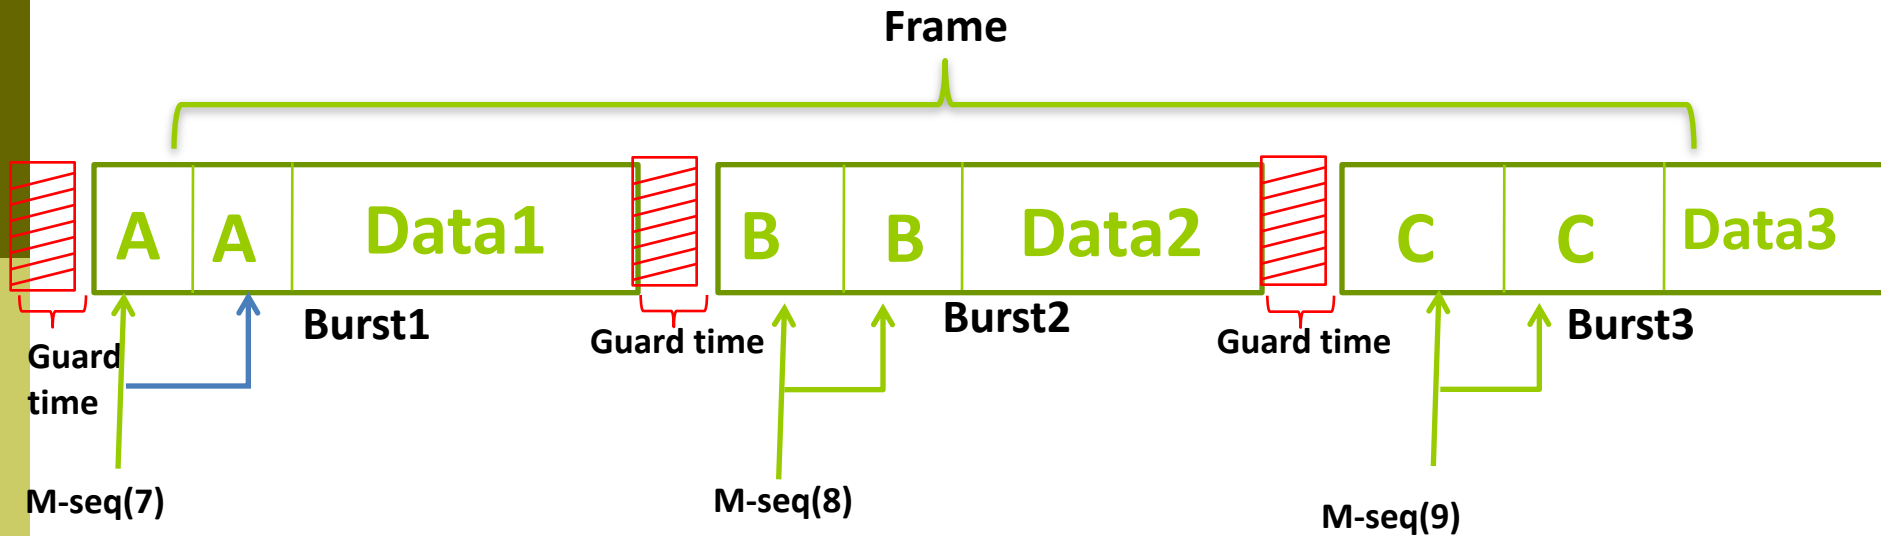 Frame
A A Data1 B B Data2 C C Data3
Burst1 Burst2 Burst3
Guard
time
Guard time
Guard time
M-seq(7) M-seq(8) M-seq(9)